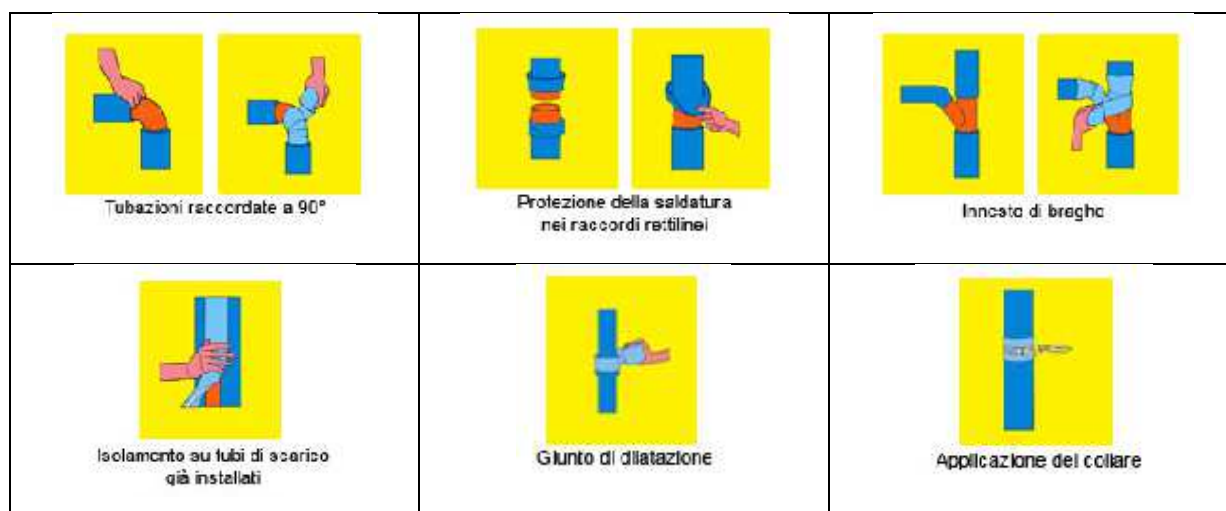 Tubazioni raccordate a 90°
Protezione della saldatura
nei raccordi rettilinei
Innesto di braghe
Isolamento su tubi di scarico
già installati
Giunto di dilatazione
Applicazione del collare